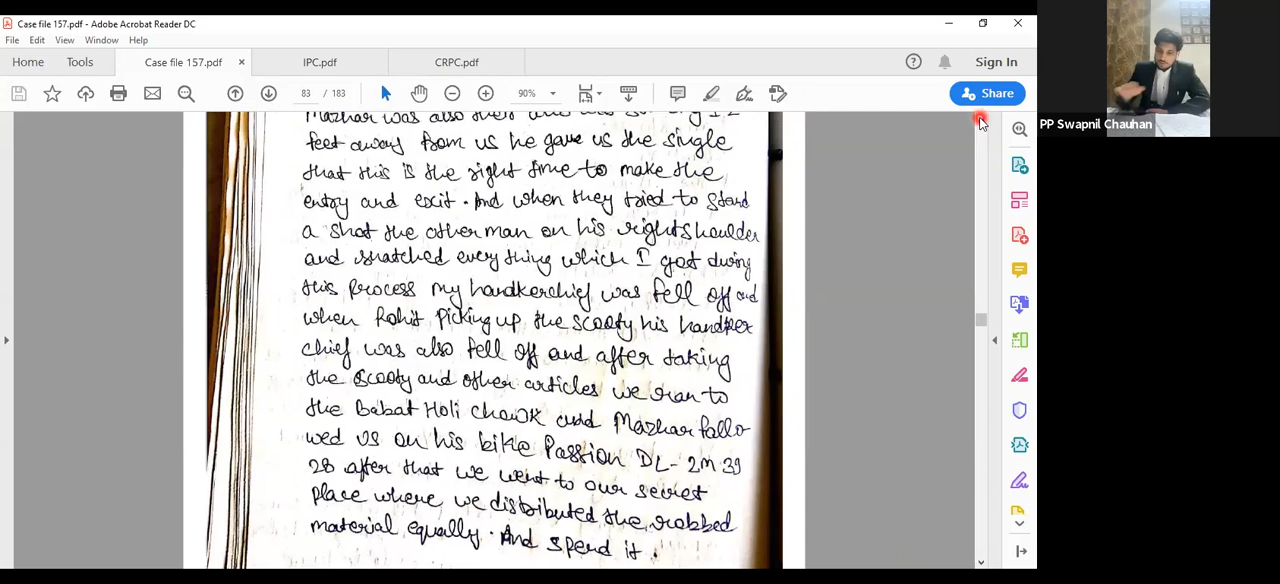 Case file 157.pdf - Adobe Acrobat Reader DC
File Edit View Window Help
Home Tools Case file 157.pdf × IPC.pdf CRPC.pdf ? Sign In
83 / 183 90% Share
PP Swapnil Chauhan
Mazhar was also
feet away from us he gave us the single
that this is the right time to make the
entry and excit. And when they tried to stand
a shot the other man on his right shoulder
and snatched every thing which I got dwing
this process my handkerchief was fell off and
when Rohit Picking up the scooty his handker
chief was also fell off and after taking
the scooty and other articles we ran to
the Babat Holi chowk and Mazhar follo
wed us on his bike Passion DL-2M 39
28 after that we went to our secret
place where we distributed the robbed
material equally. And spend it.